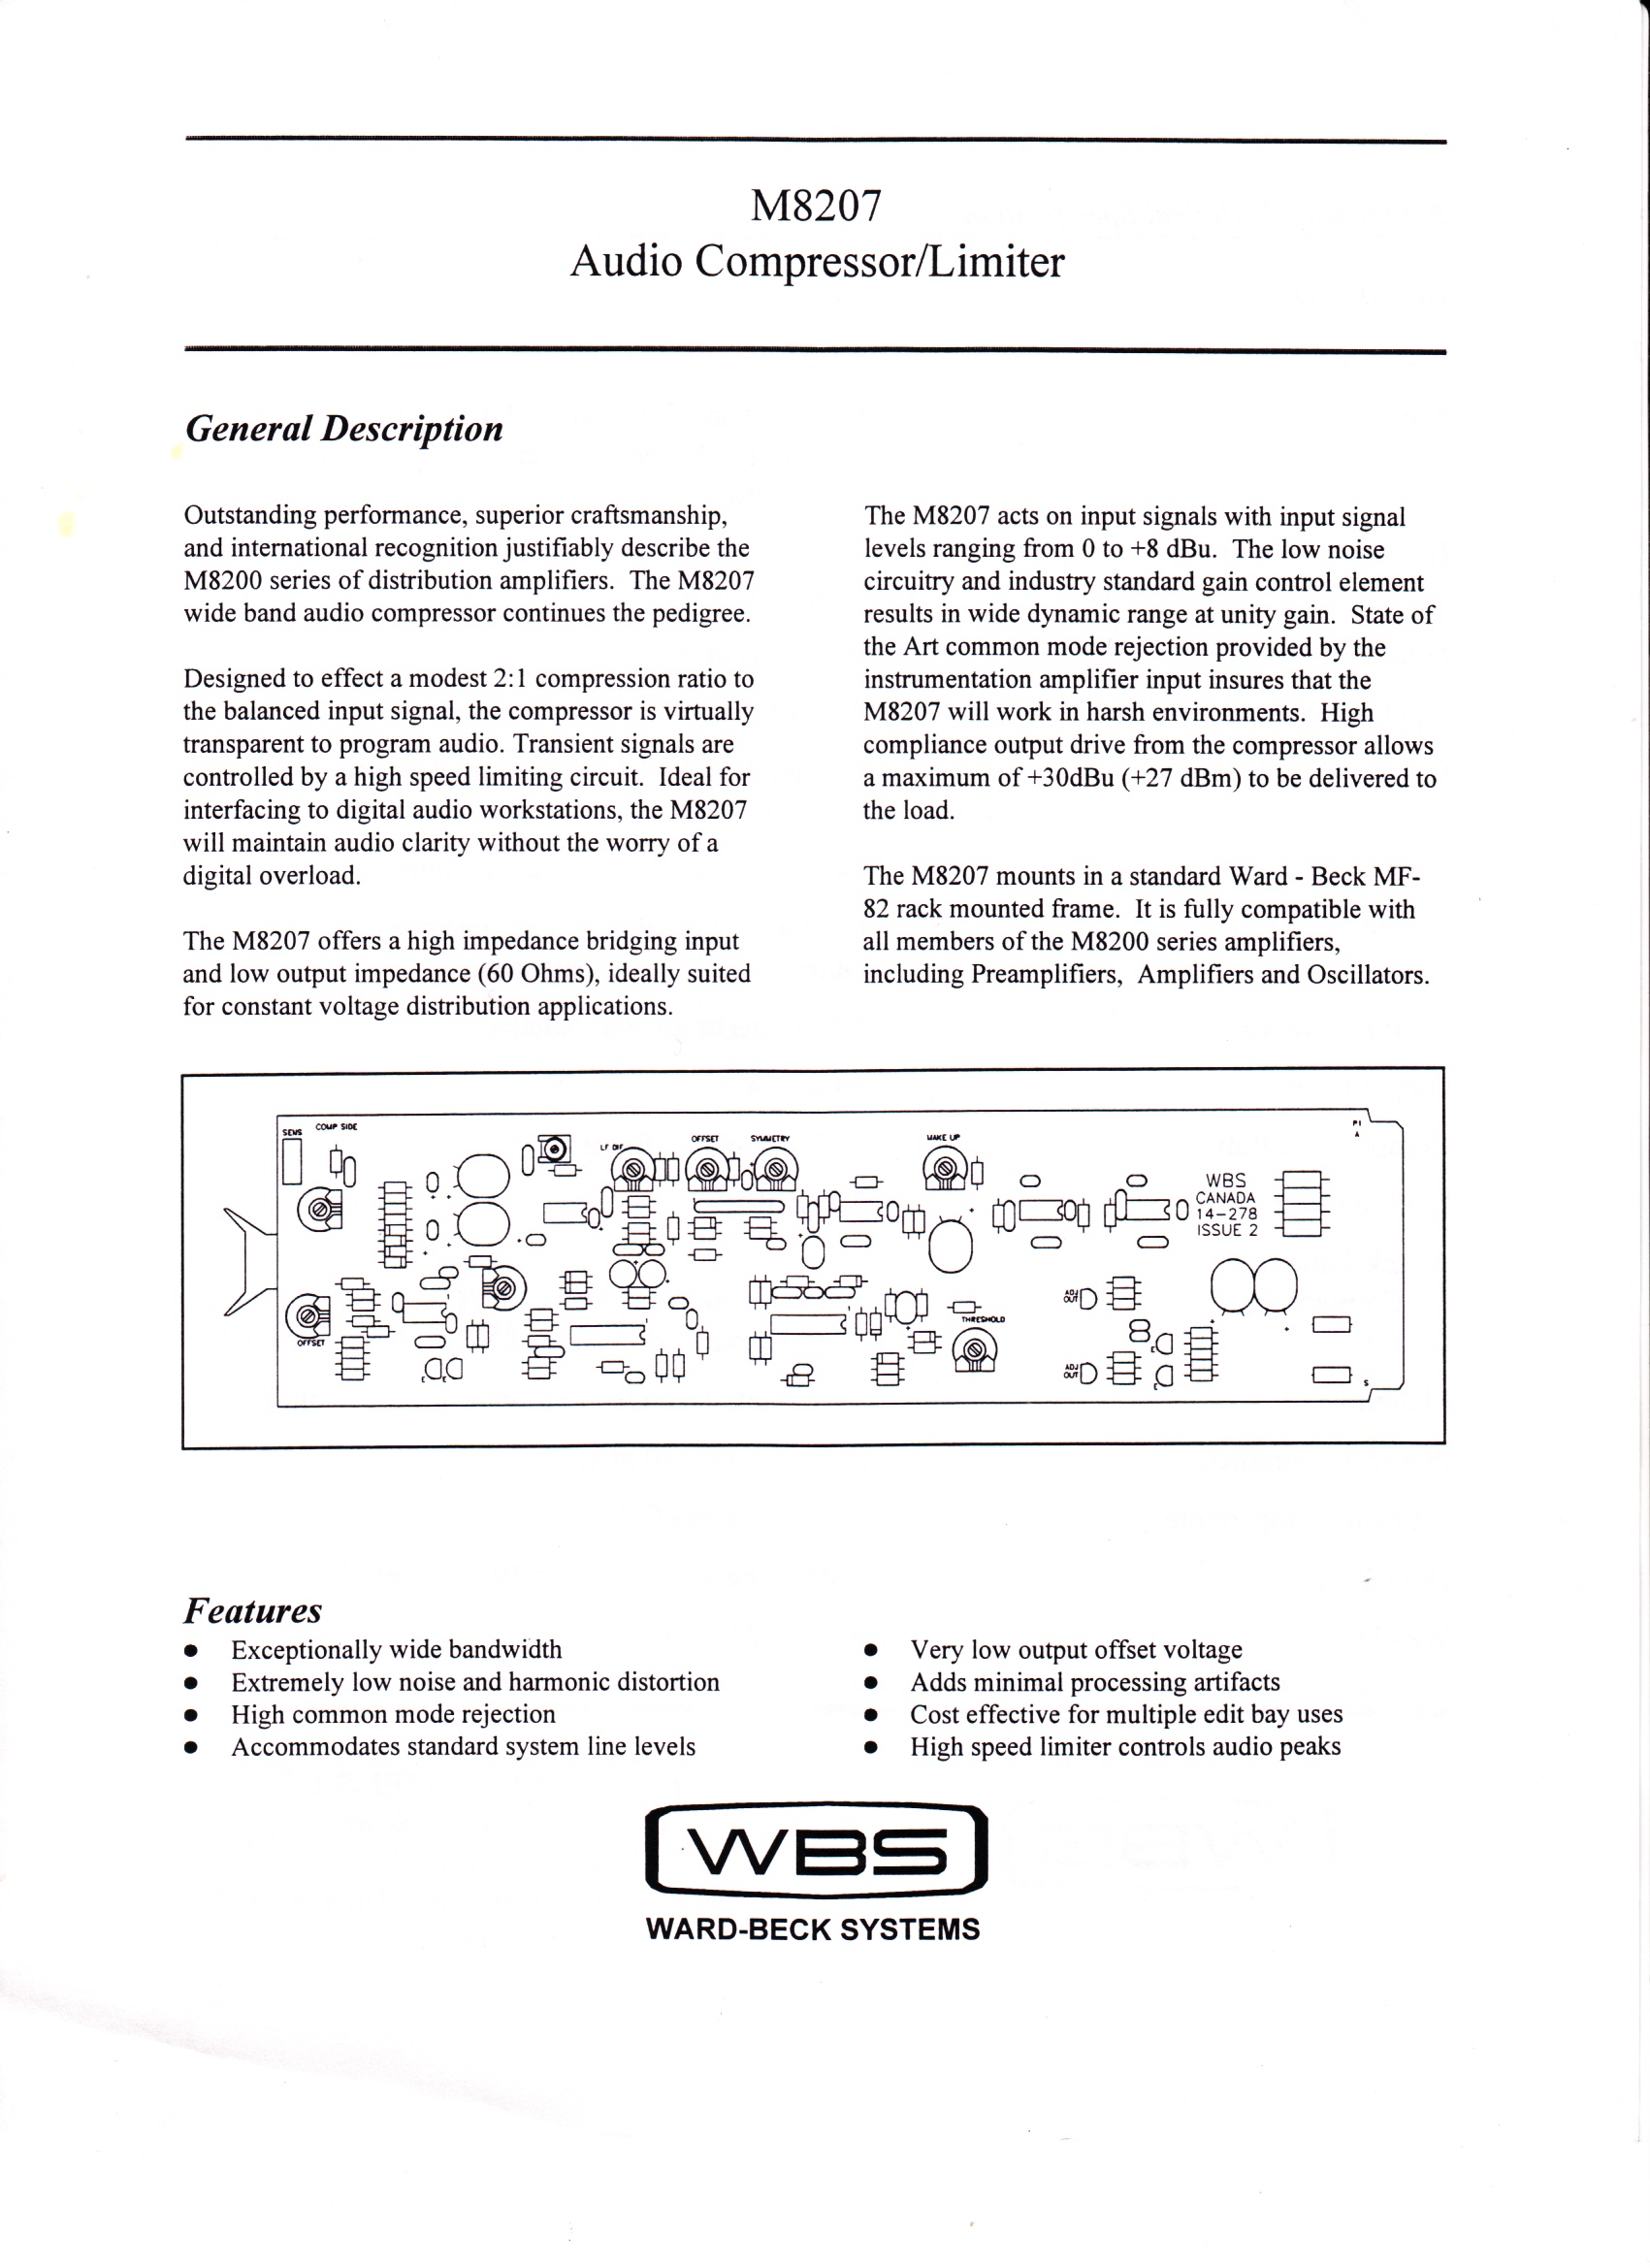 M8207
Audio Compressor/Limiter
General Description
Outstanding performance, superior craftsmanship,
and international recognition justifiably describe the
M8200 series of distribution amplifiers.  The M8207
wide band audio compressor continues the pedigree.
Designed to effect a modest 2:1 compression ratio to
the balanced input signal, the compressor is virtually
transparent to program audio. Transient signals are
controlled by a high speed limiting circuit.  Ideal for
interfacing to digital audio workstations, the M8207
will maintain audio clarity without the worry of a
digital overload.
The M8207 offers a high impedance bridging input
and low output impedance (60 Ohms), ideally suited
for constant voltage distribution applications.
The M8207 acts on input signals with input signal
levels ranging from 0 to +8 dBu.  The low noise
circuitry and industry standard gain control element
results in wide dynamic range at unity gain.  State of
the Art common mode rejection provided by the
instrumentation amplifier input insures that the
M8207 will work in harsh environments.  High
compliance output drive from the compressor allows
a maximum of +30dBu (+27 dBm) to be delivered to
the load.
The M8207 mounts in a standard Ward - Beck MF-
82 rack mounted frame.  It is fully compatible with
all members of the M8200 series amplifiers,
including Preamplifiers,  Amplifiers and Oscillators.
SENS
COMP SIDE
LF DIF
OFFSET
SYMMETRY
MAKE UP
P1
A
WBS
CANADA
14-278
ISSUE 2
OFFSET
THRESHOLD
ADJ
OUT
ADJ
OUT
E
E
E
E
S
Features
● Exceptionally wide bandwidth
● Extremely low noise and harmonic distortion
● High common mode rejection
● Accommodates standard system line levels
● Very low output offset voltage
● Adds minimal processing artifacts
● Cost effective for multiple edit bay uses
● High speed limiter controls audio peaks
WBS
WARD-BECK SYSTEMS